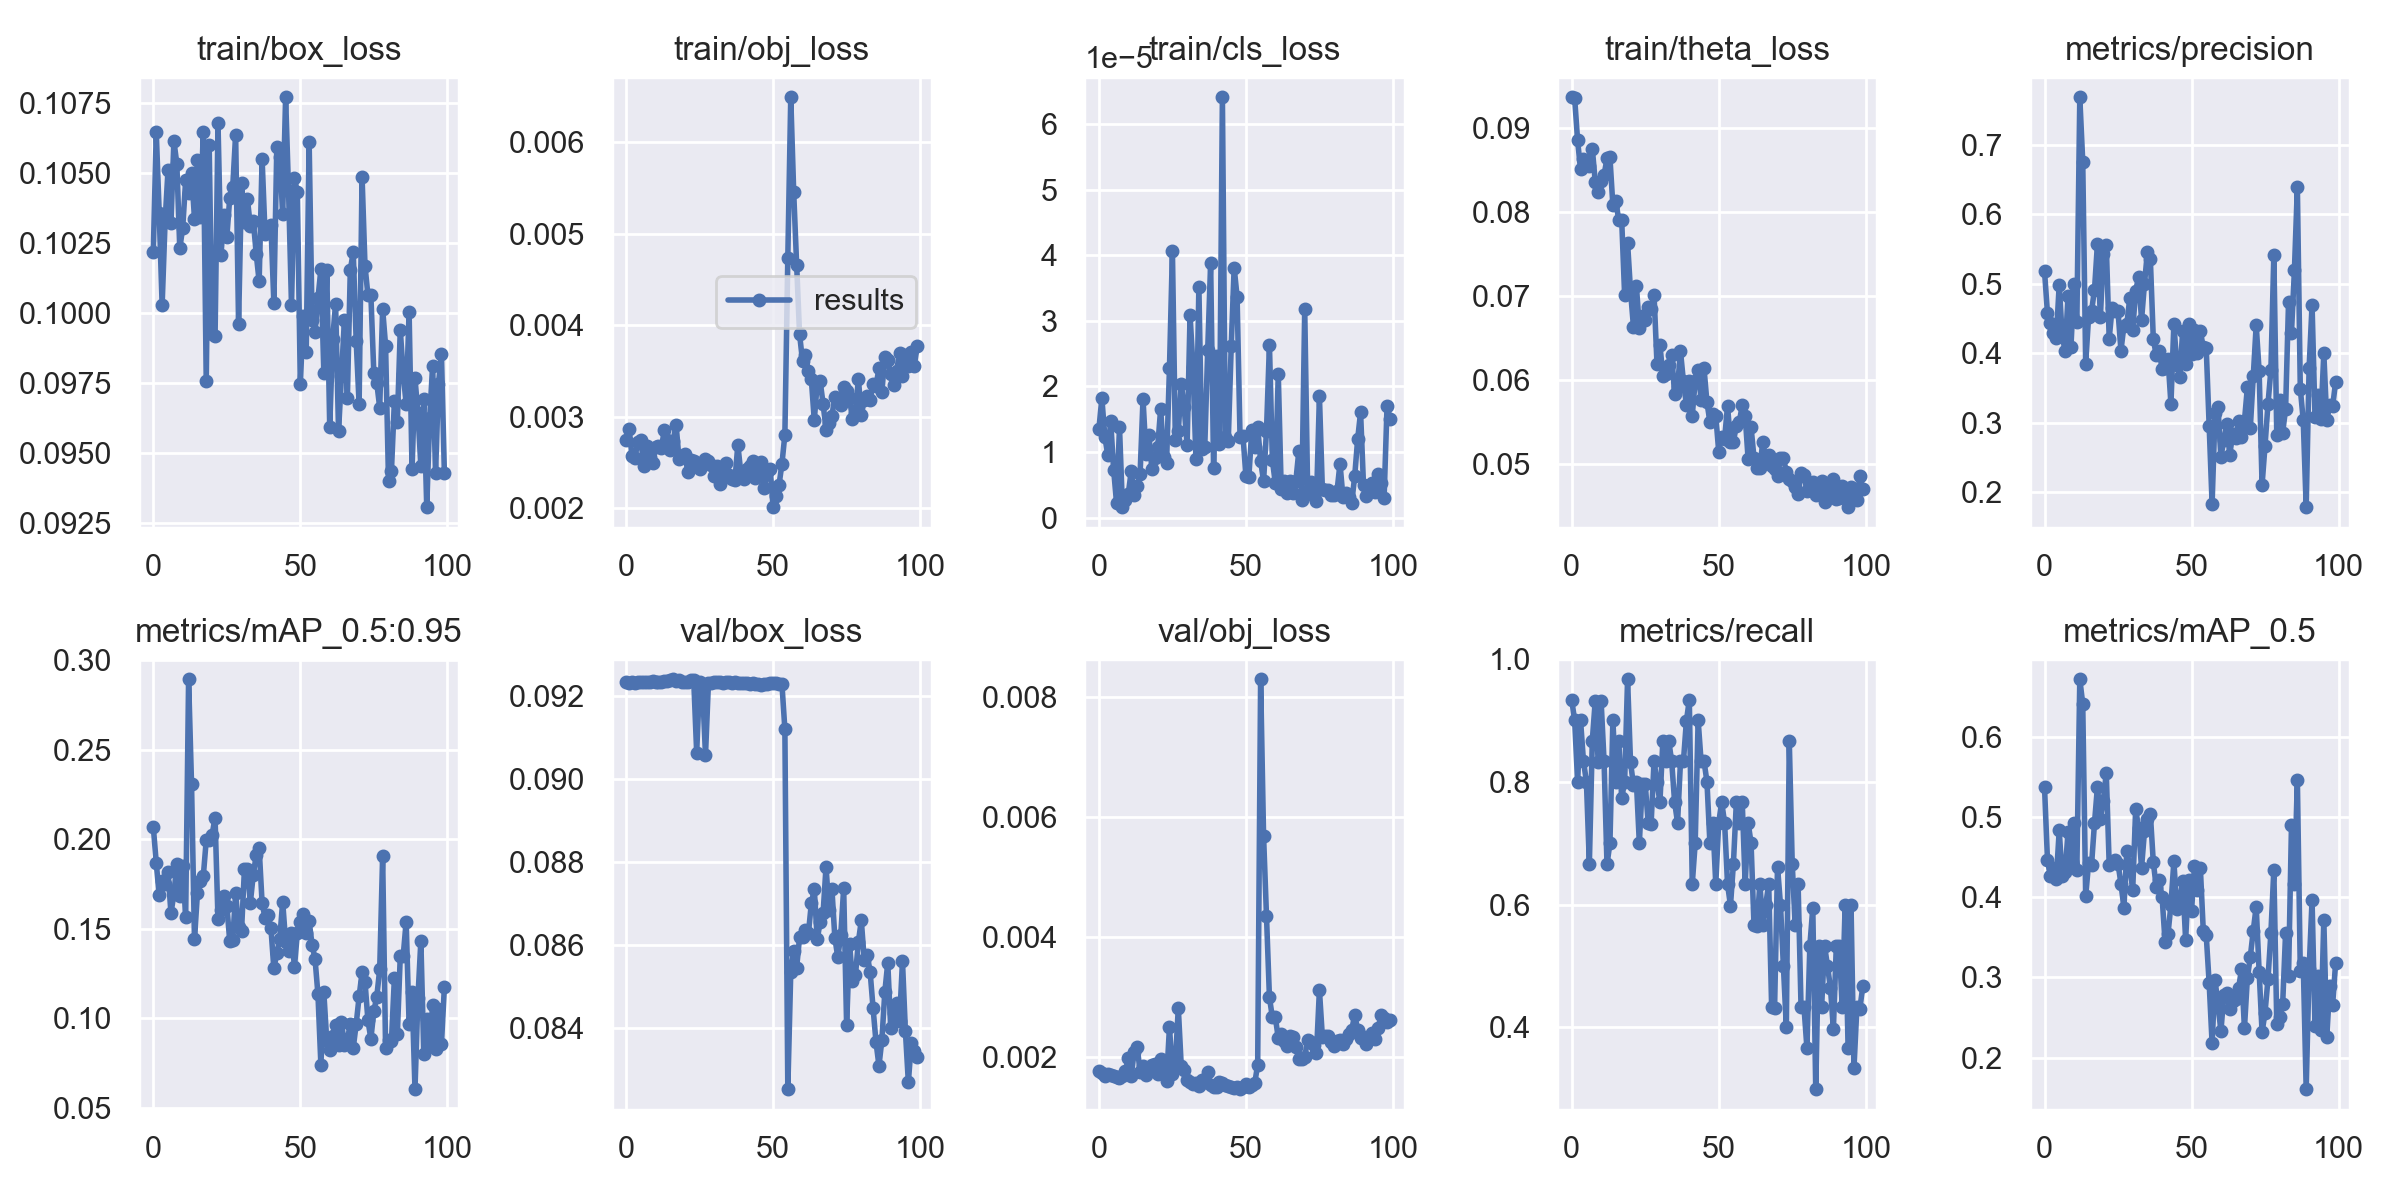 train/box_loss
0.1075
0.1050
0.1025
0.1000
0.0975
0.0950
0.0925
0 50 100
train/obj_loss
0.006
0.005
0.004
0.003
0.002
results
0 50 100
1e−5
train/cls_loss
6
5
4
3
2
1
0
0 50 100
train/theta_loss
0.09
0.08
0.07
0.06
0.05
0 50 100
metrics/precision
0.7
0.6
0.5
0.4
0.3
0.2
0 50 100
metrics/mAP_0.5:0.95
0.30
0.25
0.20
0.15
0.10
0.05
0 50 100
val/box_loss
0.092
0.090
0.088
0.086
0.084
0 50 100
val/obj_loss
0.008
0.006
0.004
0.002
0 50 100
metrics/recall
1.0
0.8
0.6
0.4
0 50 100
metrics/mAP_0.5
0.6
0.5
0.4
0.3
0.2
0 50 100